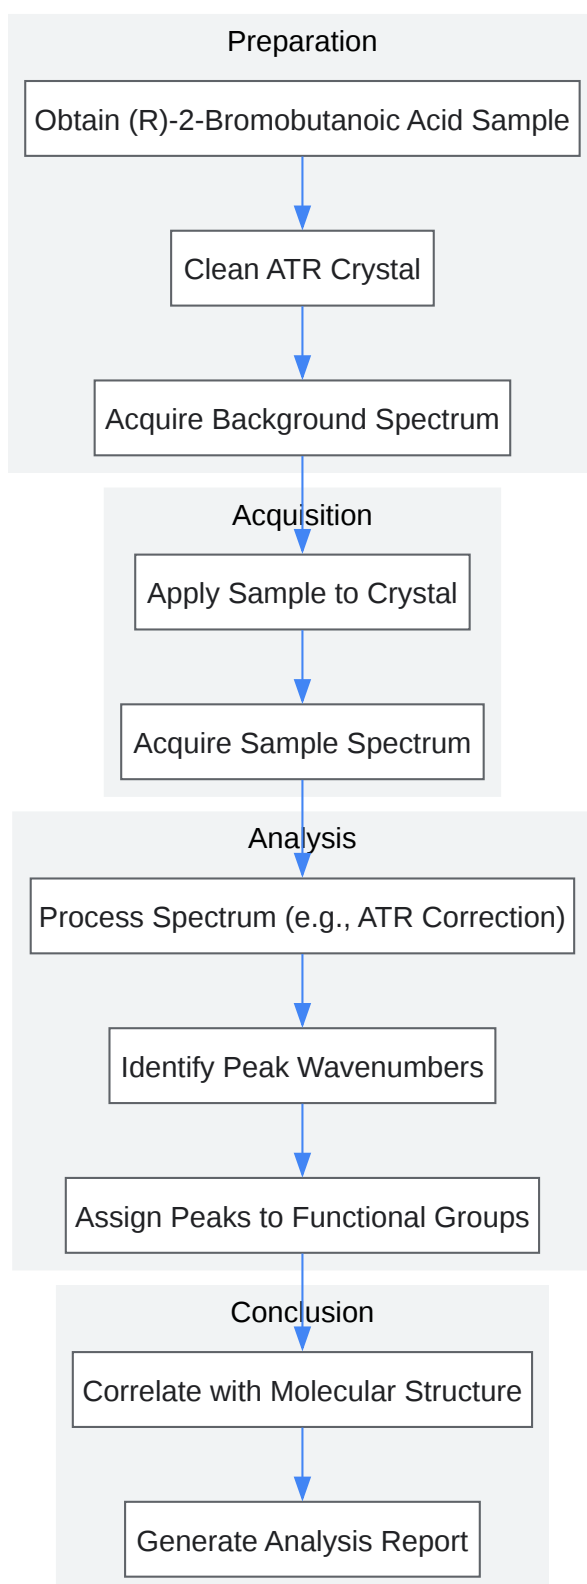 Preparation
Obtain (R)-2-Bromobutanoic Acid Sample
Clean ATR Crystal
Acquire Background Spectrum
Acquisition
Apply Sample to Crystal
Acquire Sample Spectrum
Analysis
Process Spectrum (e.g., ATR Correction)
Identify Peak Wavenumbers
Assign Peaks to Functional Groups
Conclusion
Correlate with Molecular Structure
Generate Analysis Report